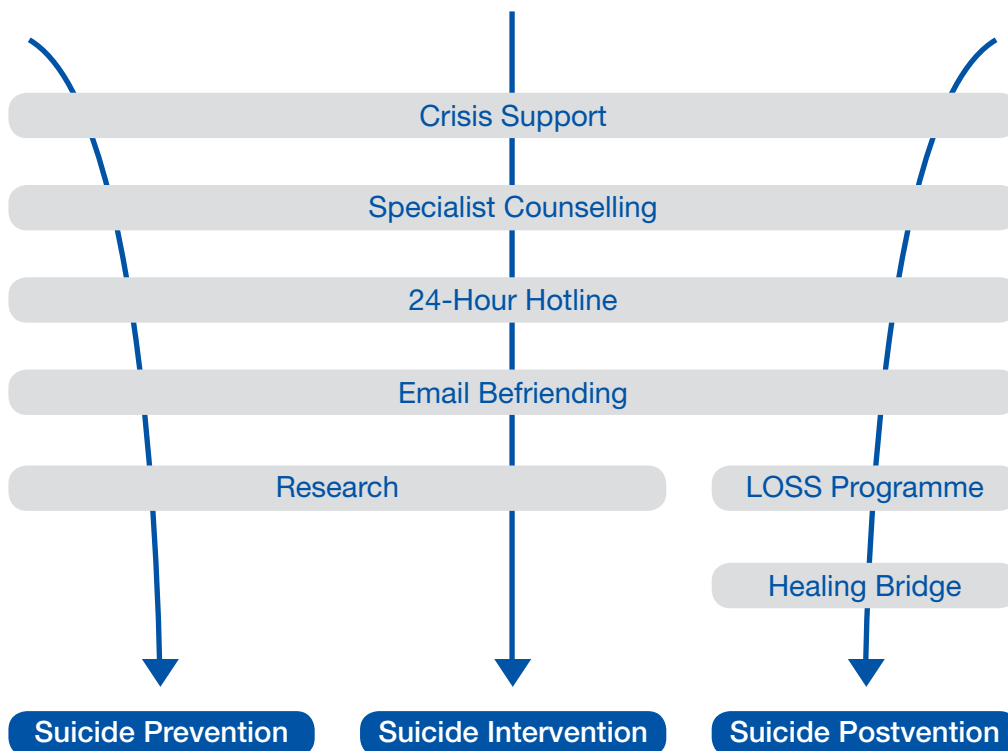 Crisis Support
Specialist Counselling
24-Hour Hotline
Email Befriending
Research
LOSS Programme
Healing Bridge
Suicide Prevention
Suicide Intervention
Suicide Postvention